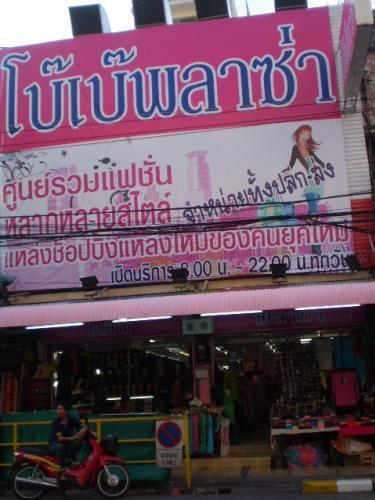 โบ๊เบ๊พลาซ่า
ศูนย์รวมแฟชั่น
หลากหลายสไตล์
จำหน่ายทั้งปลีก-ส่ง
แหล่งช้อปปิ้งแหล่งใหม่ของคนยุคใหม่
เปิดบริการ 8.00 น. - 22.00 น.ทุกวัน